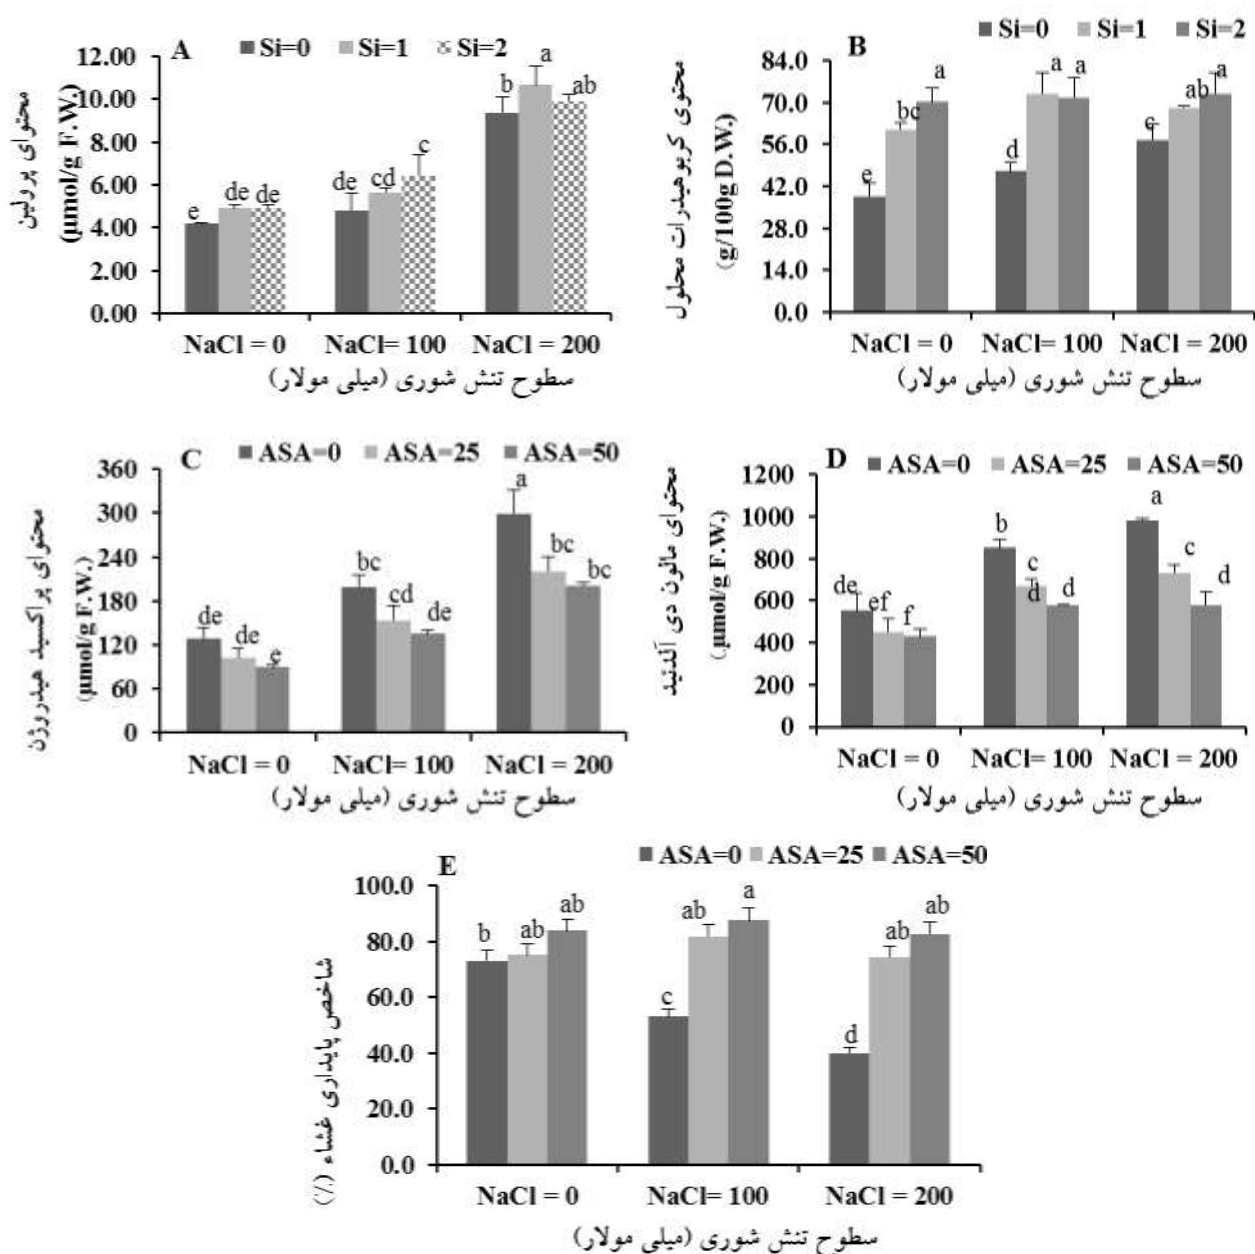 A
Si=0 Si=1 Si=2
محتوای پرولین
(µmol/g F.W.)
12.00
10.00
8.00
6.00
4.00
2.00
0.00
e de de
de cd c
b a ab
NaCl = 0 NaCl= 100 NaCl = 200
سطوح تنش شوری (میلی مولار)
B
Si=0 Si=1 Si=2
محتوی کربوهیدرات محلول
(g/100g D.W.)
84.0
70.0
56.0
42.0
28.0
14.0
0.0
e bc a
d a a
c ab a
NaCl = 0 NaCl= 100 NaCl = 200
سطوح تنش شوری (میلی مولار)
C
ASA=0 ASA=25 ASA=50
محتوای پراکسید هیدروژن
(µmol/g F.W.)
360
300
240
180
120
60
0
de de e
bc cd de
a bc bc
NaCl = 0 NaCl= 100 NaCl = 200
سطوح تنش شوری (میلی مولار)
D
ASA=0 ASA=25 ASA=50
محتوای مالون دی آلدئید
(µmol/g F.W.)
1200
1000
800
600
400
200
0
de ef f
b c d d
a c d
NaCl = 0 NaCl= 100 NaCl = 200
سطوح تنش شوری (میلی مولار)
E
ASA=0 ASA=25 ASA=50
شاخص پایداری غشاء (٪)
100.0
80.0
60.0
40.0
20.0
0.0
b ab ab
c ab a
d ab ab
NaCl = 0 NaCl= 100 NaCl = 200
سطوح تنش شوری (میلی مولار)